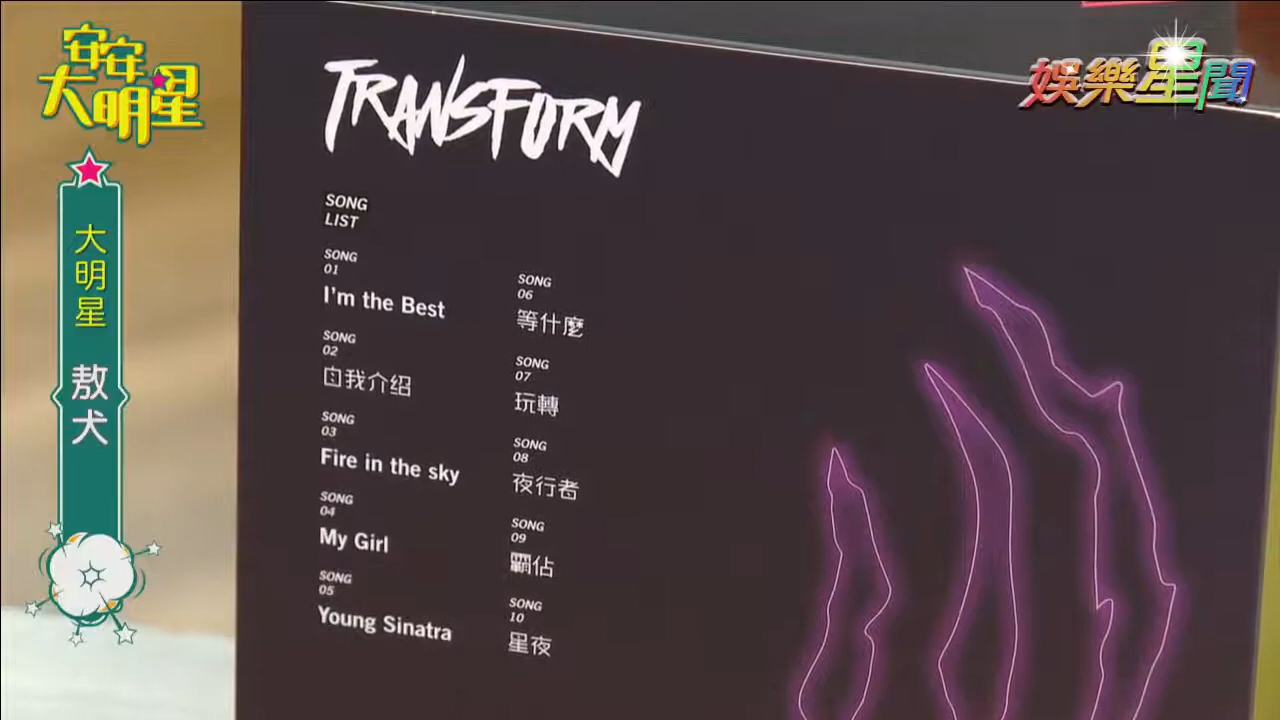 安安
大明星
娛樂星聞
大明星 敖犬
TRANSFORM
SONG
LIST
SONG
01
I'm the Best
SONG
02
自我介绍
SONG
03
Fire in the sky
SONG
04
My Girl
SONG
05
Young Sinatra
SONG
06
等什麼
SONG
07
玩轉
SONG
08
夜行者
SONG
09
霸佔
SONG
10
星夜